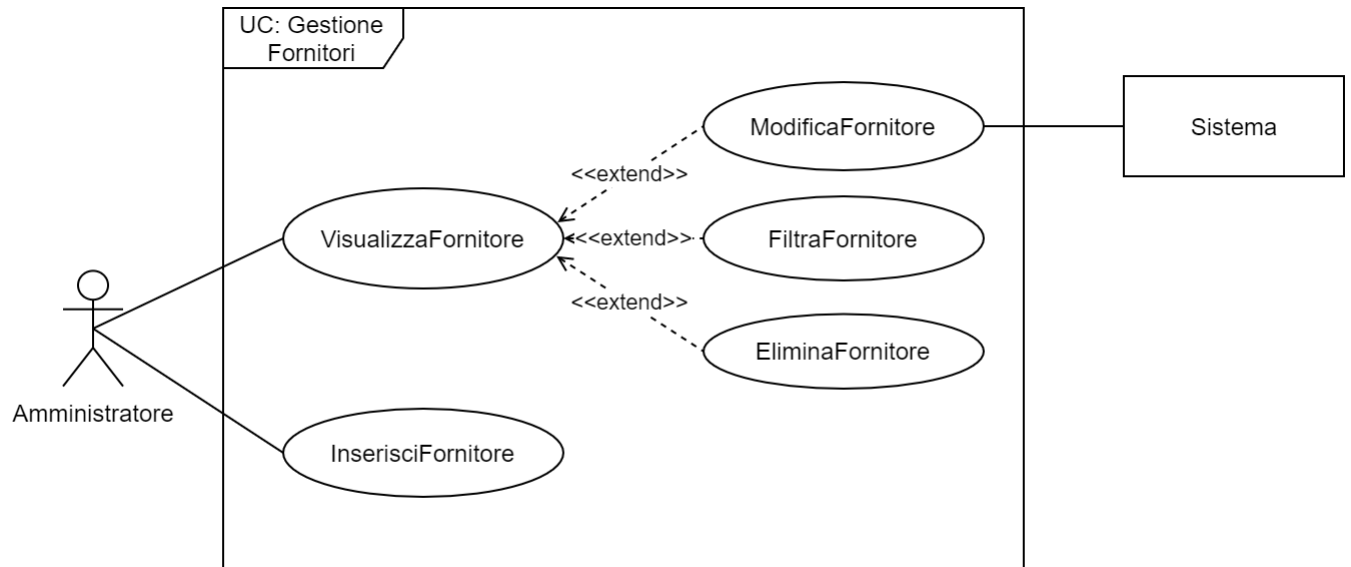 UC: Gestione
Fornitori
ModificaFornitore
Sistema
<<extend>>
VisualizzaFornitore
<<extend>>
FiltraFornitore
<<extend>>
EliminaFornitore
Amministratore
InserisciFornitore